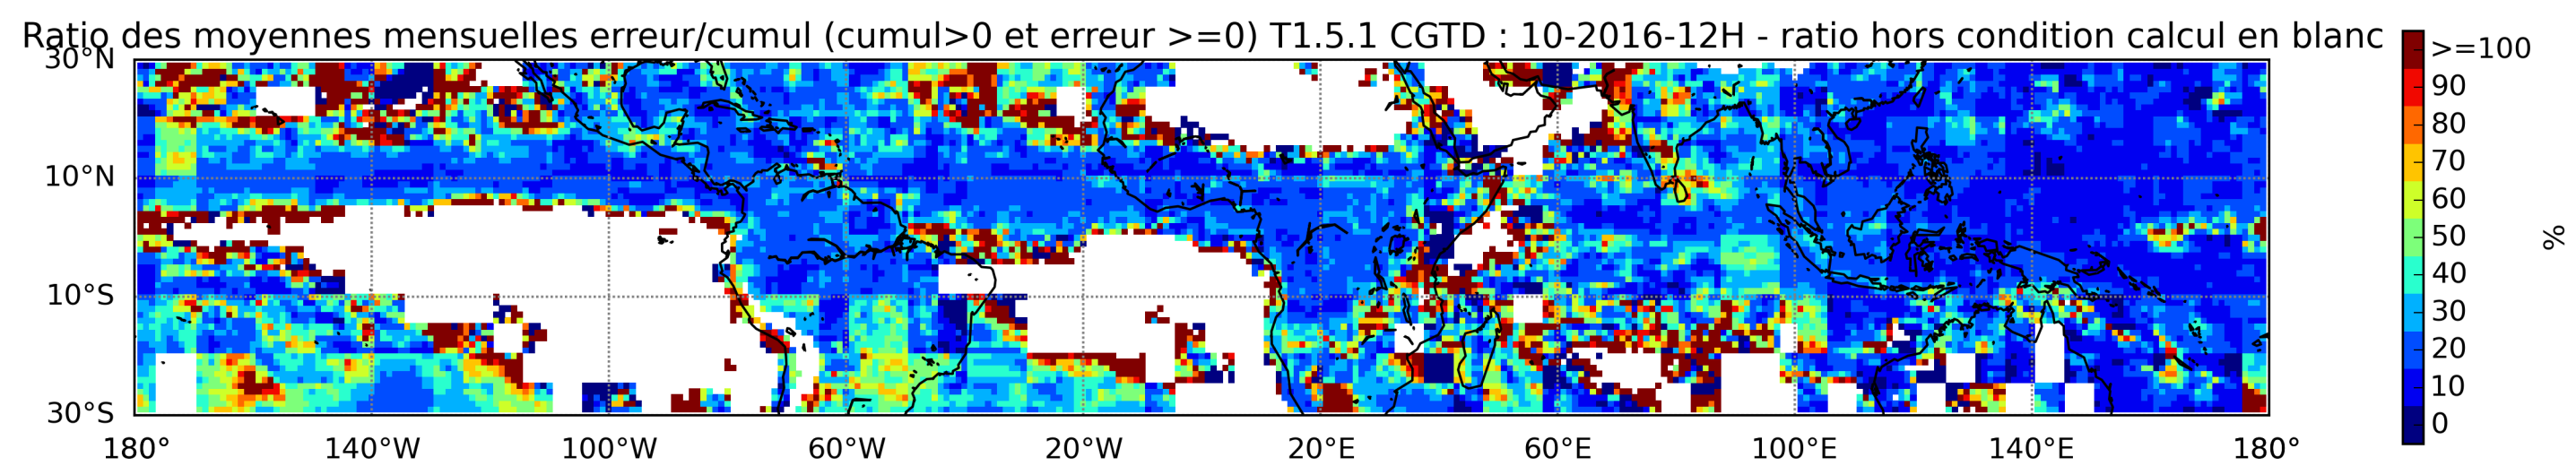 Ratio des moyennes mensuelles erreur/cumul (cumul>0 et erreur >=0) T1.5.1 CGTD : 10-2016-12H - ratio hors condition calcul en blanc
30°N
10°N
10°S
30°S
180°
140°W
100°W
60°W
20°W
20°E
60°E
100°E
140°E
180°
>=100
90
80
70
60
50
40
30
20
10
0
%